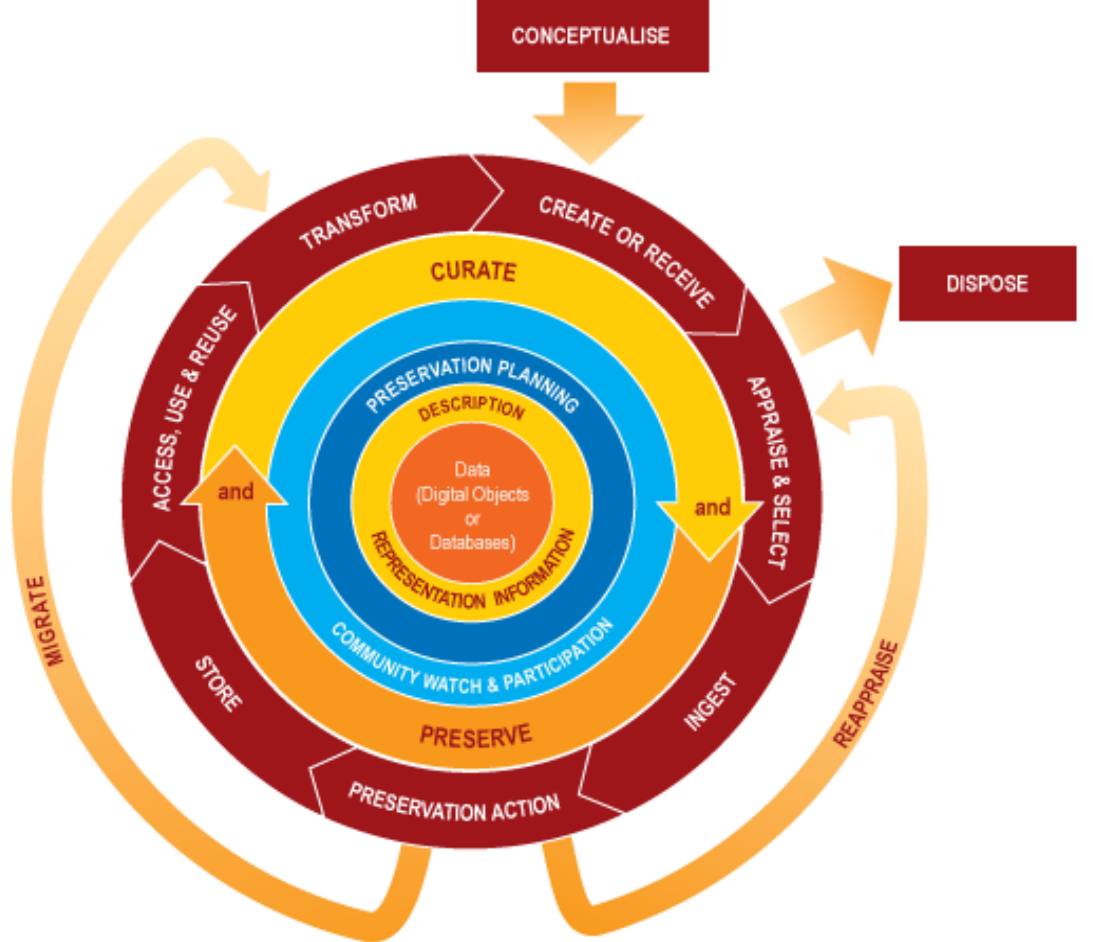 CONCEPTUALISE
TRANSFORM
CREATE OR RECEIVE
CURATE
DISPOSE
ACCESS, USE & REUSE
PRESERVATION PLANNING
APPRAISE & SELECT
DESCRIPTION
Data
(Digital Objects
or
Databases)
and
and
REPRESENTATION INFORMATION
COMMUNITY WATCH & PARTICIPATION
MIGRATE
STORE
INGEST
REAPPRAISE
PRESERVE
PRESERVATION ACTION